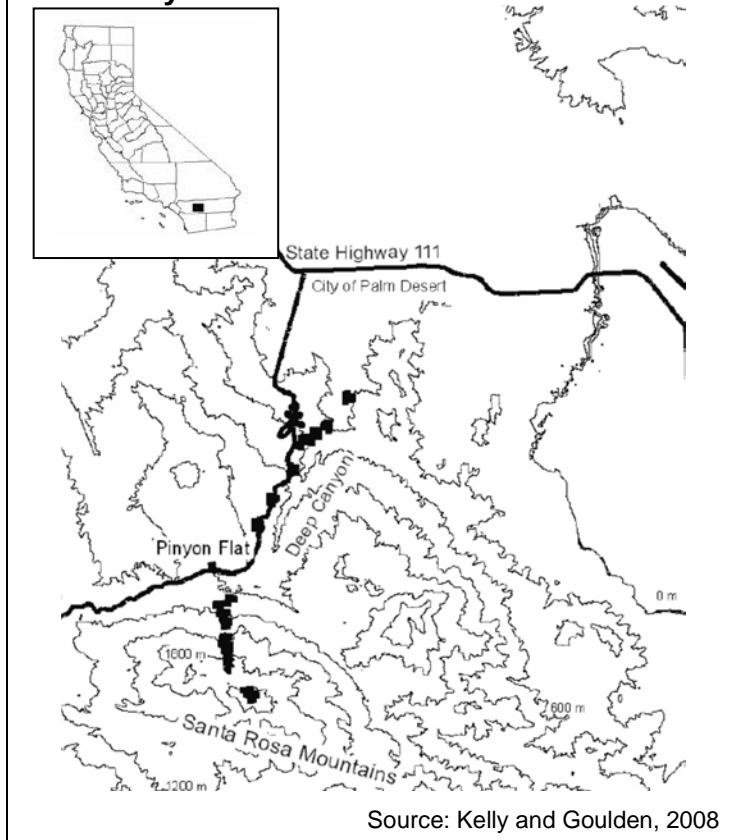 State Highway 111
City of Palm Desert
Deep Canyon
Pinyon Flat
0 m
1800 m
600 m
Santa Rosa Mountains
1200 m
Source: Kelly and Goulden, 2008